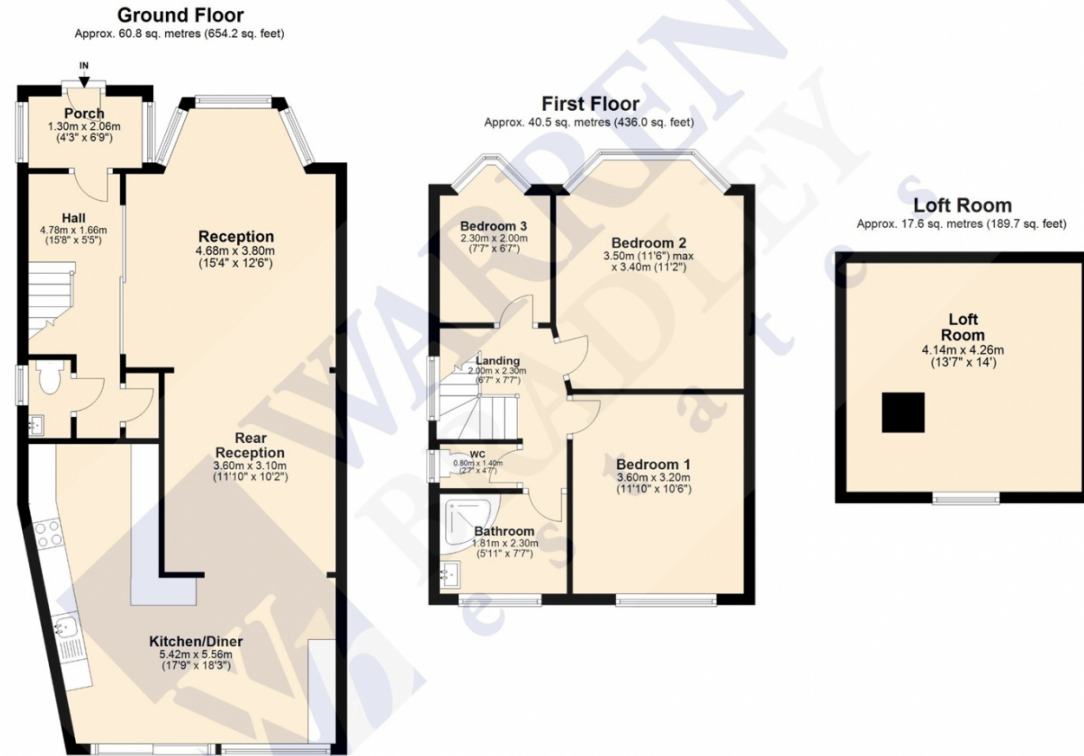 Ground Floor
Approx. 60.8 sq. metres (654.2 sq. feet)
IN
Porch
1.30m x 2.06m
(4'3" x 6'9")
Hall
4.78m x 1.66m
(15'8" x 5'5")
Reception
4.68m x 3.80m
(15'4" x 12'6")
Rear
Reception
3.60m x 3.10m
(11'10" x 10'2")
Kitchen/Diner
5.42m x 5.56m
(17'9" x 18'3")
First Floor
Approx. 40.5 sq. metres (436.0 sq. feet)
Bedroom 3
2.30m x 2.00m
(7'7" x 6'7")
Bedroom 2
3.50m (11'6") max
x 3.40m (11'2")
Landing
2.00m x 2.30m
(6'7" x 7'7")
WC
0.80m x 1.40m
(2'7" x 4'7")
Bedroom 1
3.60m x 3.20m
(11'10" x 10'6")
Bathroom
1.81m x 2.30m
(5'11" x 7'7")
Loft Room
Approx. 17.6 sq. metres (189.7 sq. feet)
Loft
Room
4.14m x 4.26m
(13'7" x 14')
WARREN
BRADLEY
estates